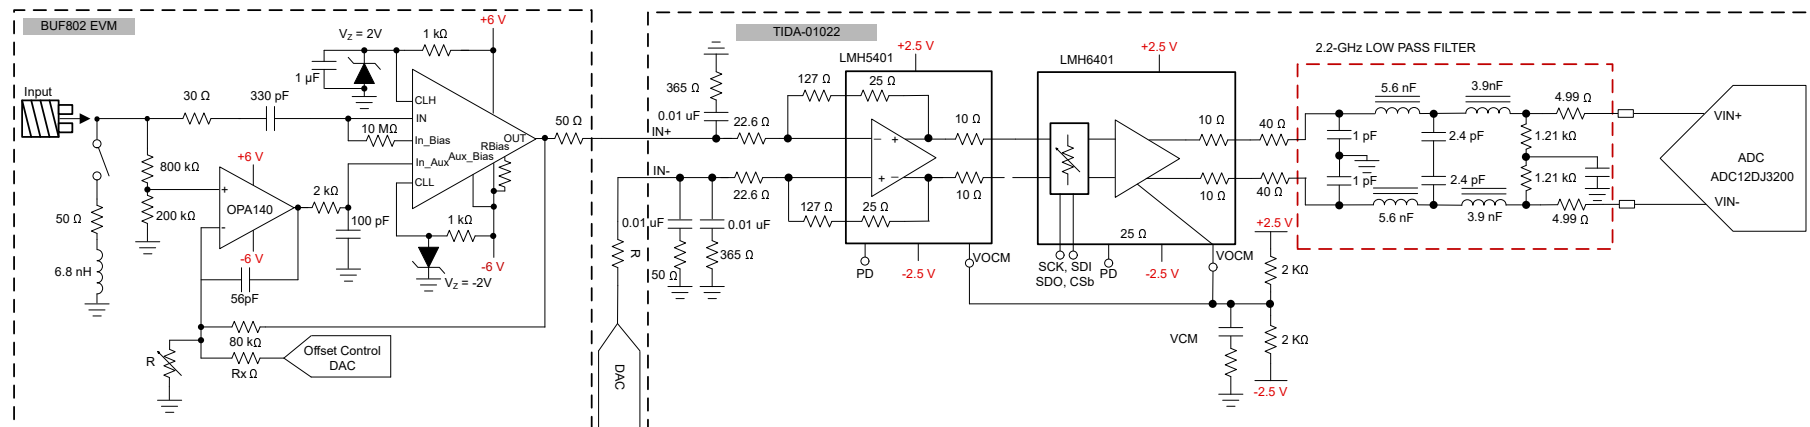 BUF802 EVM
Input
30 Ω
330 pF
800 kΩ
200 kΩ
50 Ω
6.8 nH
+6 V
+
OPA140
-
-6 V
56pF
2 kΩ
100 pF
80 kΩ
Rx Ω
R
Offset Control
DAC
VZ = 2V
1 µF
1 kΩ
+6 V
CLH
IN
10 MΩ
In_Bias
In_Aux
Aux_Bias
RBias
OUT
CLL
1 kΩ
-6 V
VZ = -2V
50 Ω
TIDA-01022
IN+
IN-
R
DAC
365 Ω
0.01 uF
22.6 Ω
22.6 Ω
0.01 uF
0.01 uF
50 Ω
365 Ω
LMH5401
+2.5 V
127 Ω
25 Ω
−
+
+
−
127 Ω
25 Ω
10 Ω
10 Ω
PD
-2.5 V
VOCM
LMH6401
+2.5 V
10 Ω
10 Ω
25 Ω
SCK, SDI
SDO, CSb
PD
-2.5 V
VOCM
40 Ω
40 Ω
+2.5 V
2 KΩ
2 KΩ
-2.5 V
VCM
2.2-GHz LOW PASS FILTER
5.6 nF
3.9nF
4.99 Ω
1 pF
2.4 pF
1.21 kΩ
1 pF
2.4 pF
1.21 kΩ
5.6 nF
3.9 nF
4.99 Ω
VIN+
ADC
ADC12DJ3200
VIN-